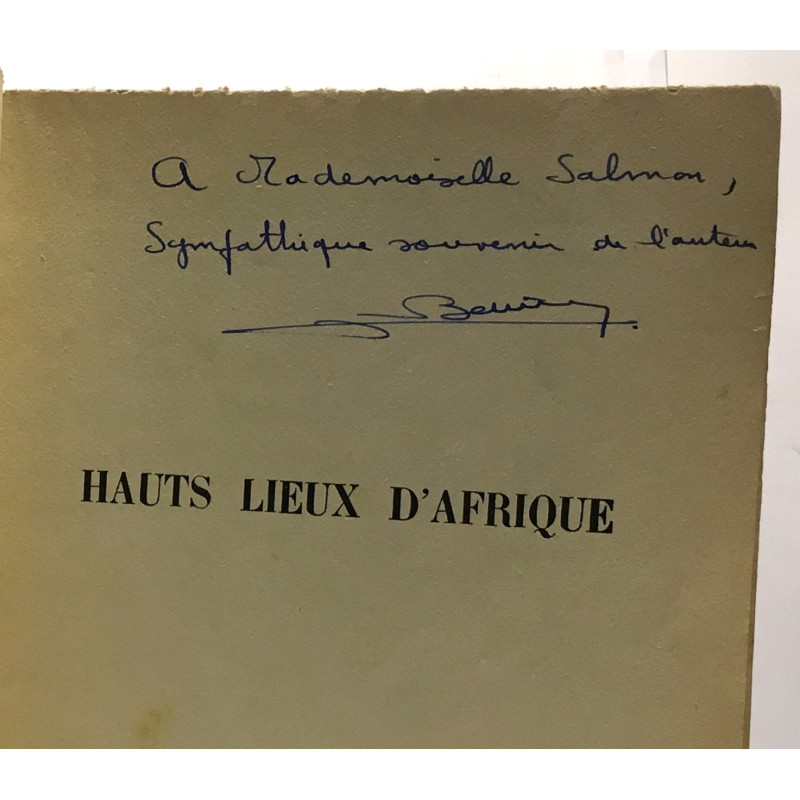 A Mademoiselle Salmon,
Sympathique souvenir de l'auteur
HAUTS LIEUX D'AFRIQUE